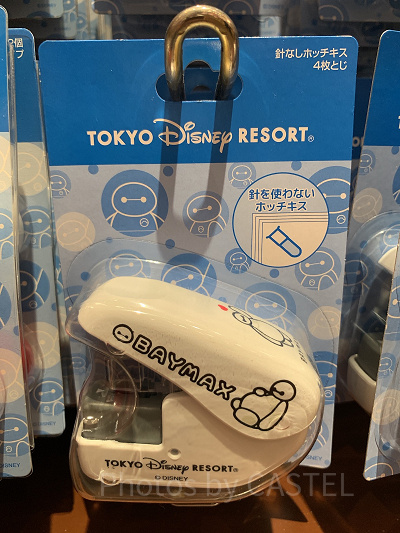 針なしホッチキス
4枚とじ
TOKYO Disney RESORT®
針を使わない
ホッチキス
BAYMAX
TOKYO Disney RESORT®
© DISNEY
Photos by CASTEL
DISNEY